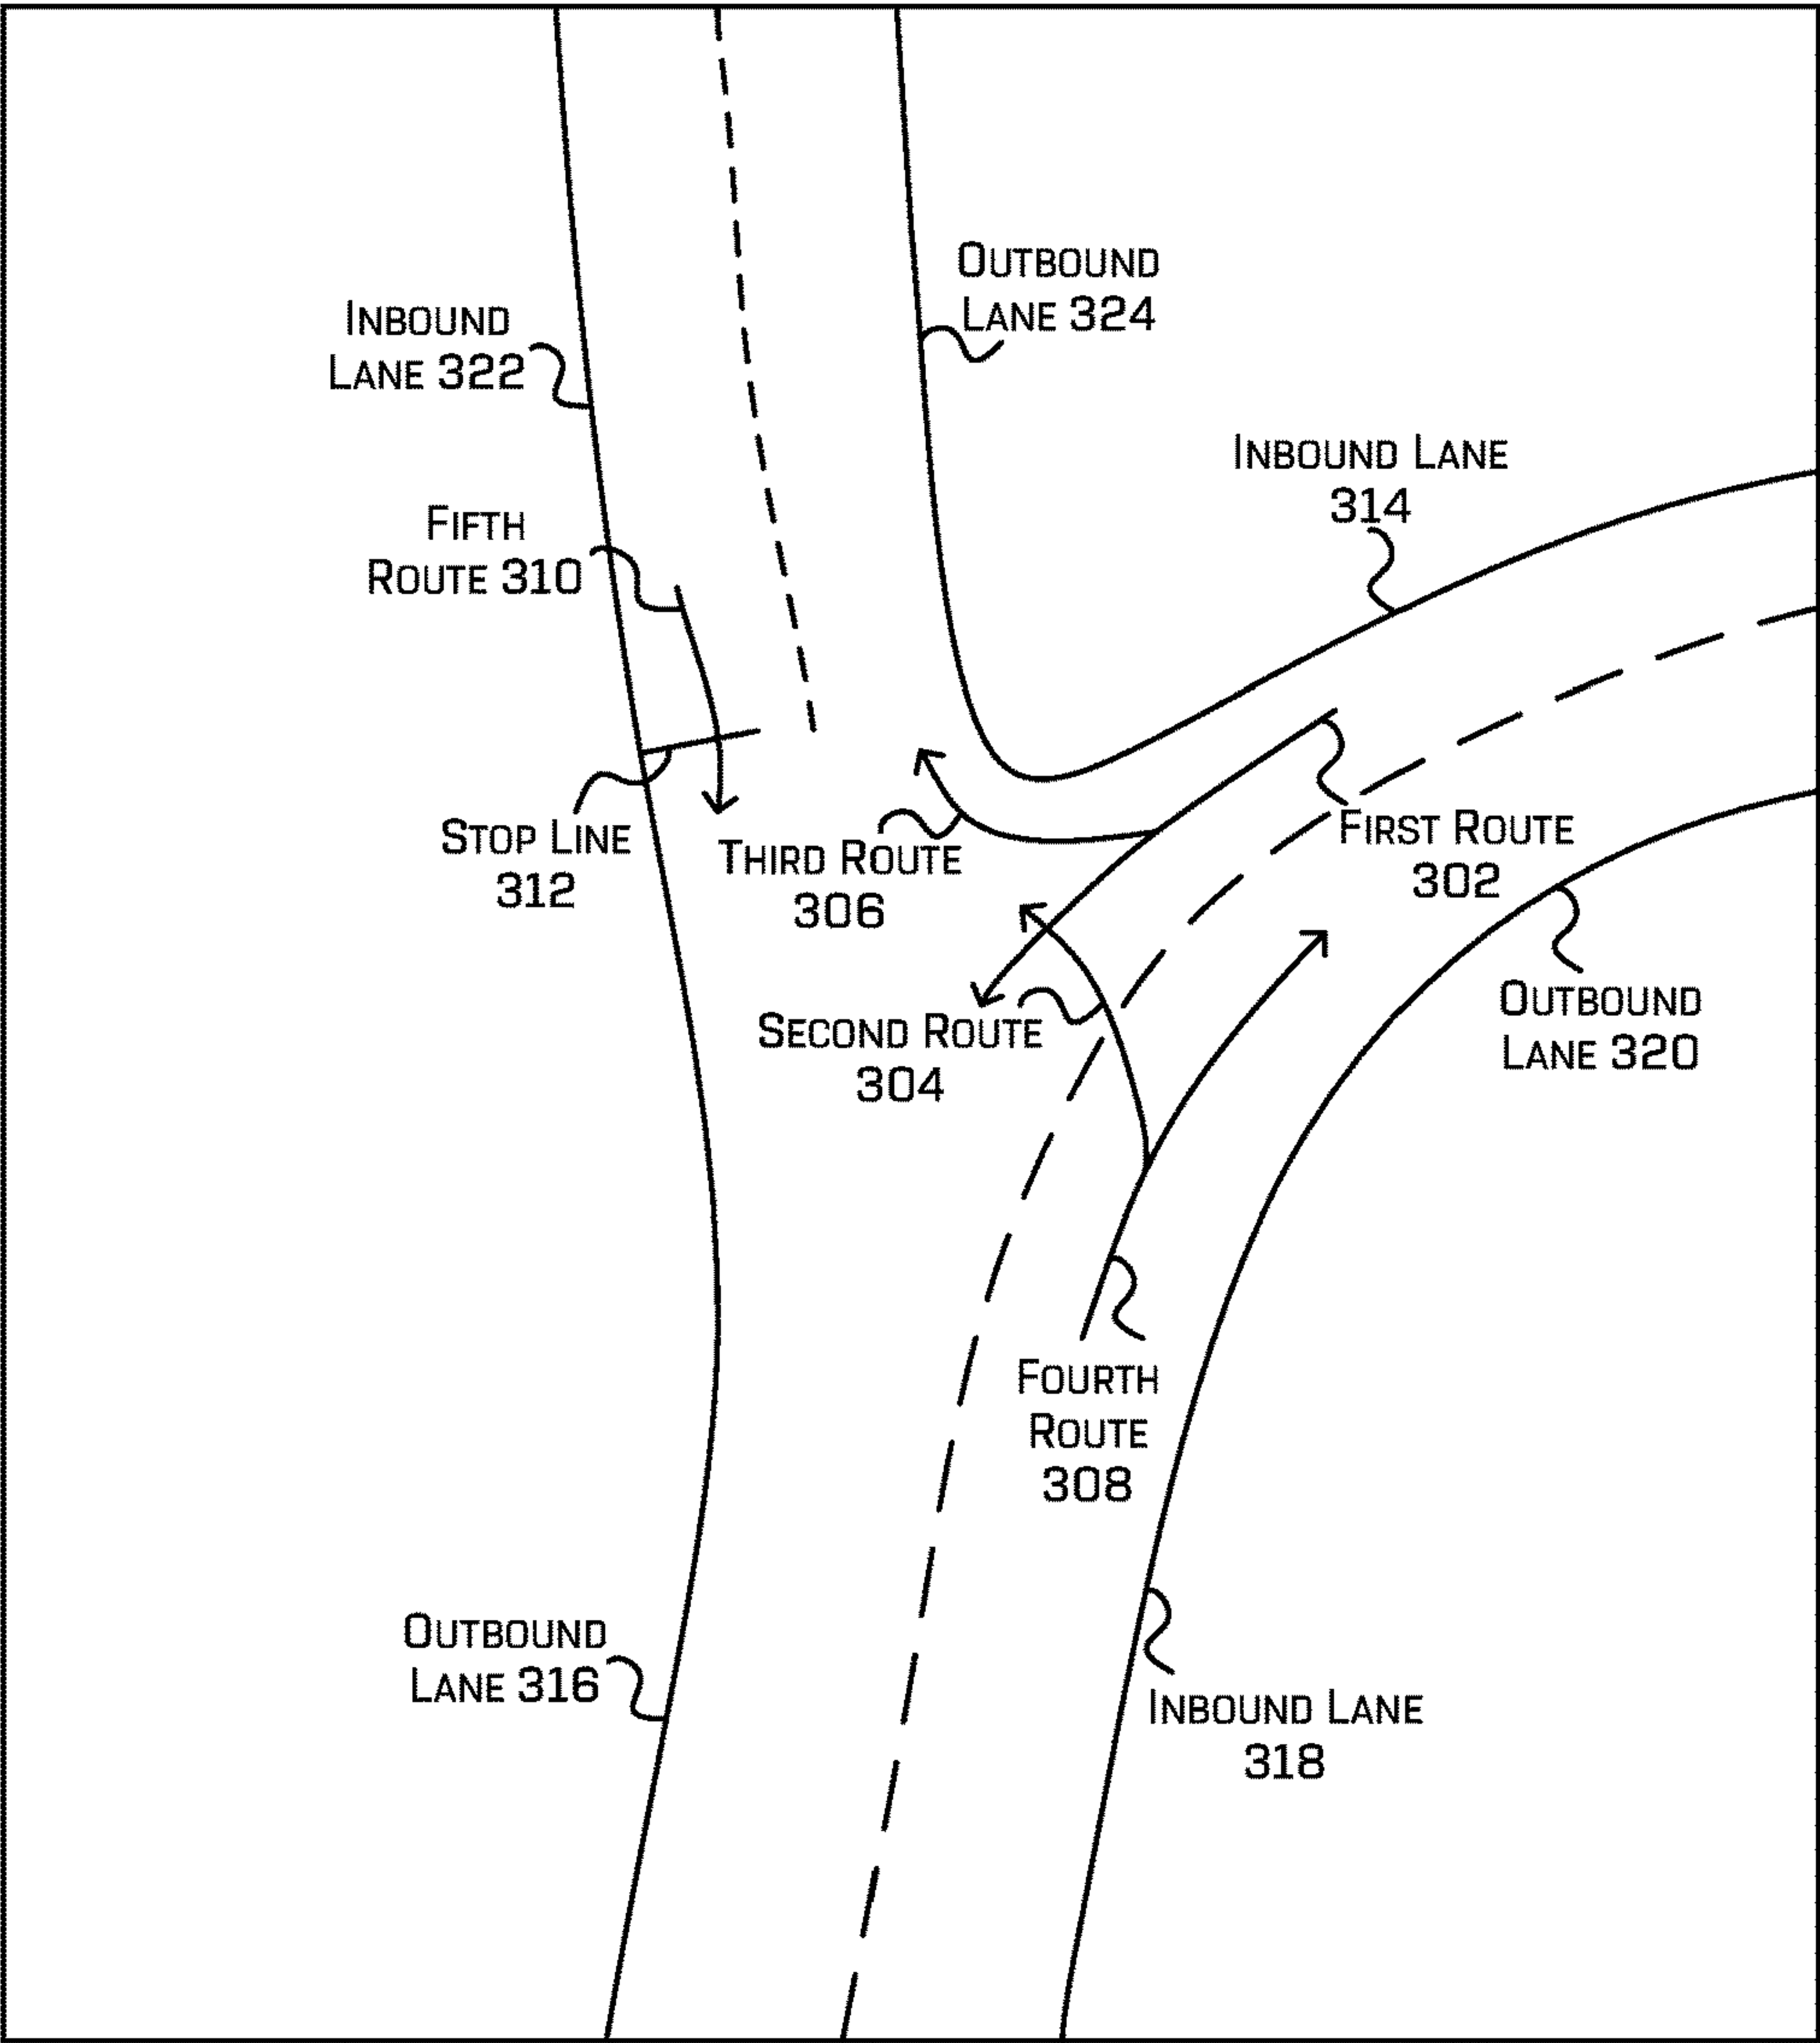 OUTBOUND
LANE 324
INBOUND
LANE 322
INBOUND LANE
314
FIFTH
ROUTE 310
STOP LINE
312
THIRD ROUTE
306
FIRST ROUTE
302
SECOND ROUTE
304
OUTBOUND
LANE 320
FOURTH
ROUTE
308
OUTBOUND
LANE 316
INBOUND LANE
318